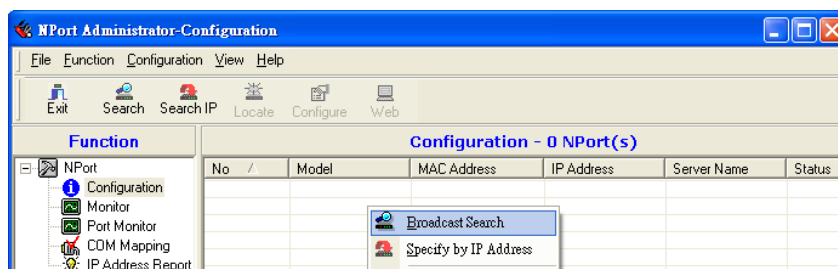 NPort Administrator-Configuration
File Function Configuration View Help
Exit Search Search IP Locate Configure Web
Function
Configuration - 0 NPort(s)
NPort
Configuration
Monitor
Port Monitor
COM Mapping
IP Address Report
No Model MAC Address IP Address Server Name Status
Broadcast Search
Specify by IP Address